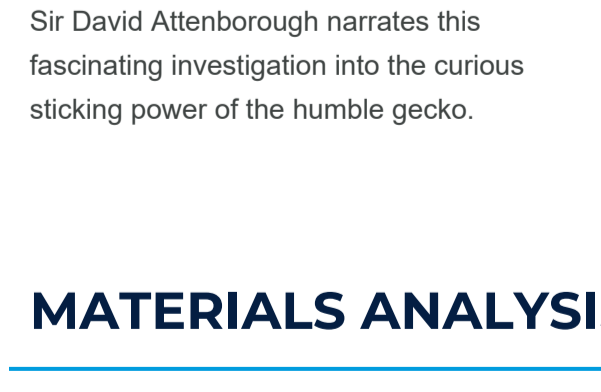 Sir David Attenborough narrates this
fascinating investigation into the curious
sticking power of the humble gecko.
MATERIALS ANALYSI